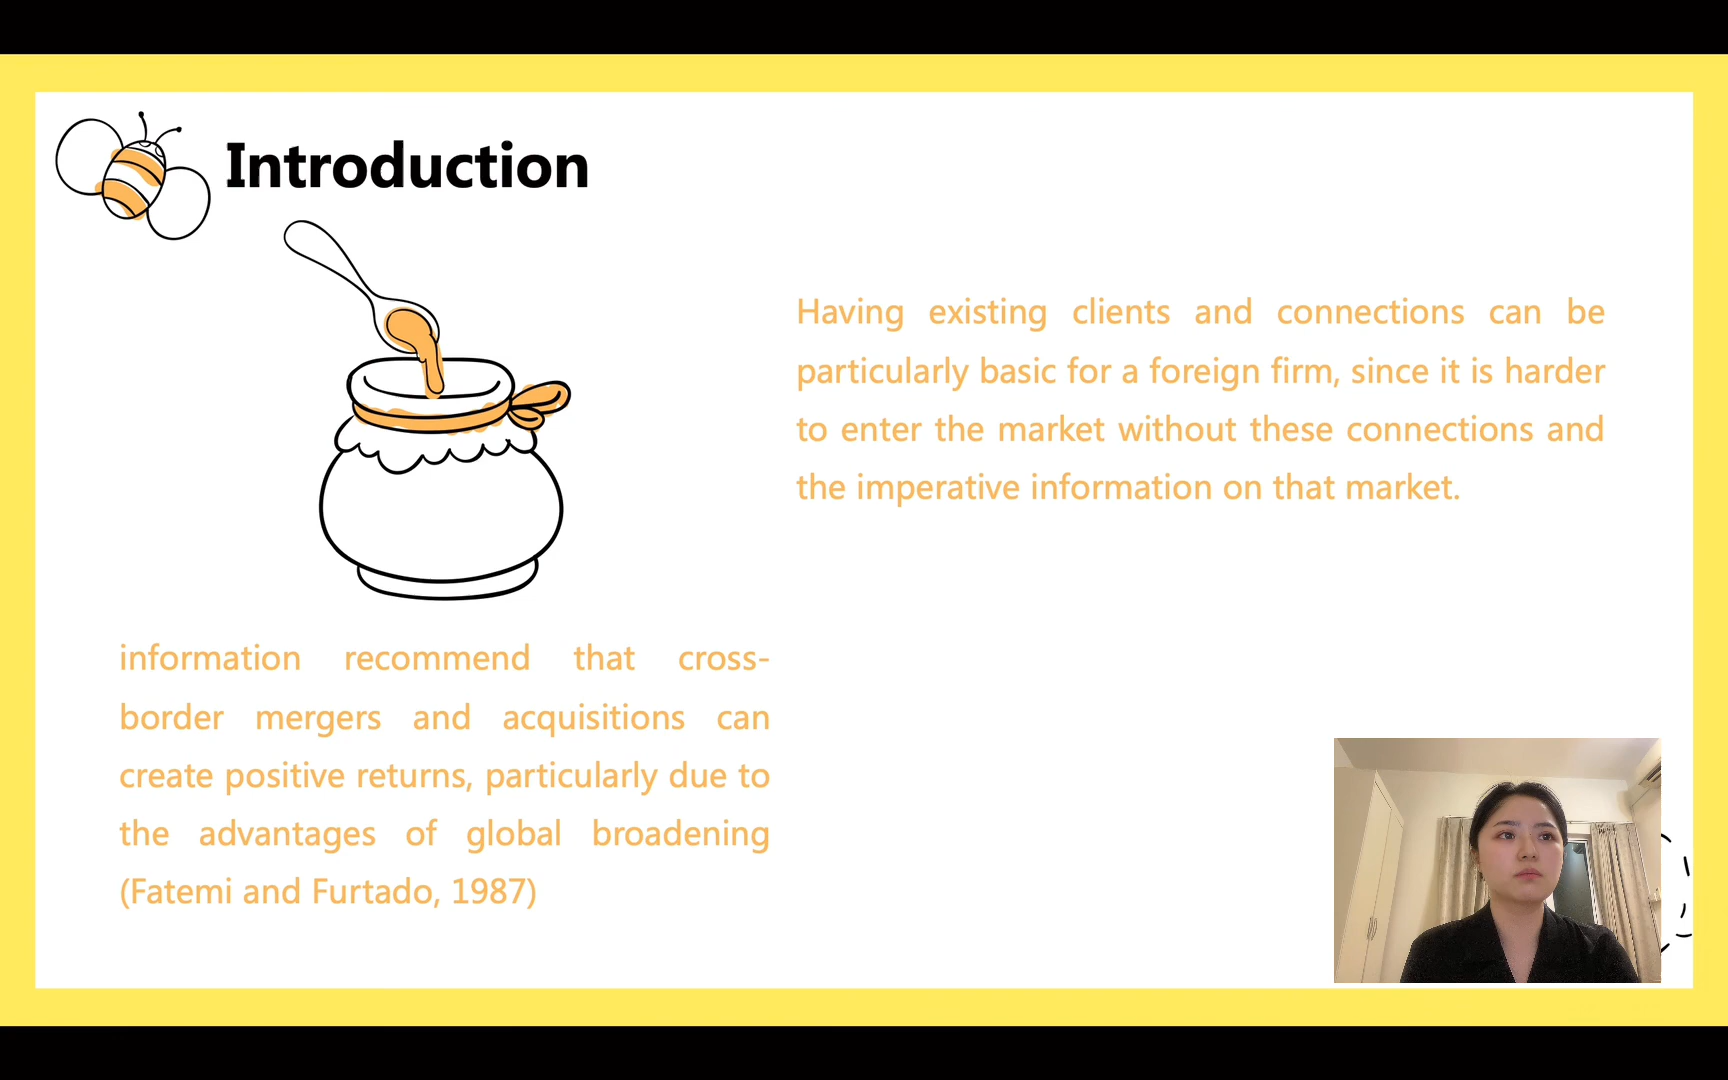 Introduction
Having existing clients and connections can be
particularly basic for a foreign firm, since it is harder
to enter the market without these connections and
the imperative information on that market.
information recommend that cross-
border mergers and acquisitions can
create positive returns, particularly due to
the advantages of global broadening
(Fatemi and Furtado, 1987)